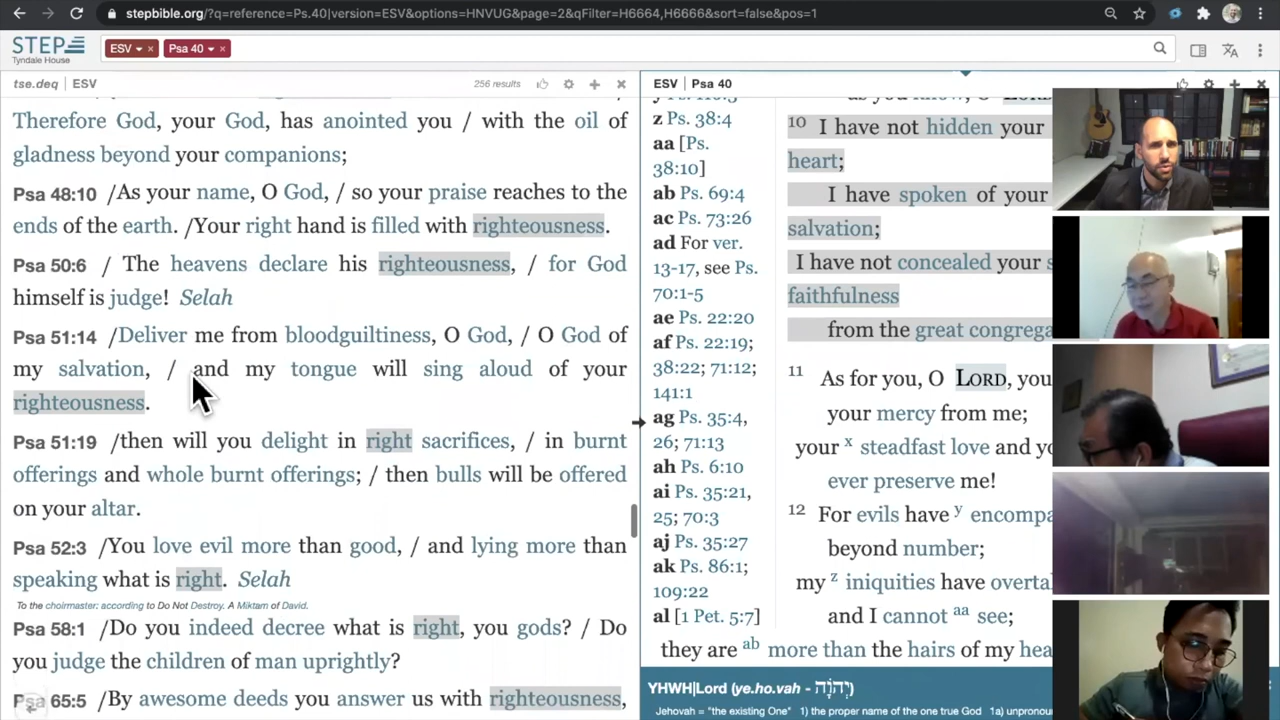 stepbible.org/?q=reference=Ps.40|version=ESV&options=HNVUG&page=2&qFilter=H6664,H6666&sort=false&pos=1
STEP
Tyndale House
ESV Psa 40
tse.deq ESV 256 results
Therefore God, your God, has anointed you / with the oil of
gladness beyond your companions;
Psa 48:10 /As your name, O God, / so your praise reaches to the
ends of the earth. /Your right hand is filled with righteousness.
Psa 50:6 / The heavens declare his righteousness, / for God
himself is judge! Selah
Psa 51:14 /Deliver me from bloodguiltiness, O God, / O God of
my salvation, / and my tongue will sing aloud of your
righteousness.
Psa 51:19 /then will you delight in right sacrifices, / in burnt
offerings and whole burnt offerings; / then bulls will be offered
on your altar.
Psa 52:3 /You love evil more than good, / and lying more than
speaking what is right. Selah
To the choirmaster: according to Do Not Destroy. A Miktam of David.
Psa 58:1 /Do you indeed decree what is right, you gods? / Do
you judge the children of man uprightly?
Psa 65:5 /By awesome deeds you answer us with righteousness,
ESV Psa 40
z Ps. 38:4
aa [Ps.
38:10]
ab Ps. 69:4
ac Ps. 73:26
ad For ver.
13-17, see Ps.
70:1-5
ae Ps. 22:20
af Ps. 22:19;
38:22; 71:12;
141:1
ag Ps. 35:4,
26; 71:13
ah Ps. 6:10
ai Ps. 35:21,
25; 70:3
aj Ps. 35:27
ak Ps. 86:1;
109:22
al [1 Pet. 5:7]
10 I have not hidden your
heart;
I have spoken of your
salvation;
I have not concealed your
faithfulness
from the great congrega
11 As for you, O LORD, you
your mercy from me;
your x steadfast love and
ever preserve me!
12 For evils have y encompa
beyond number;
my z iniquities have overta
and I cannot aa see;
they are ab more than the hairs of my hea
YHWH|Lord (ye.ho.vah - יְהֹוָה)
Jehovah = "the existing One" 1) the proper name of the one true God 1a) unpronoun